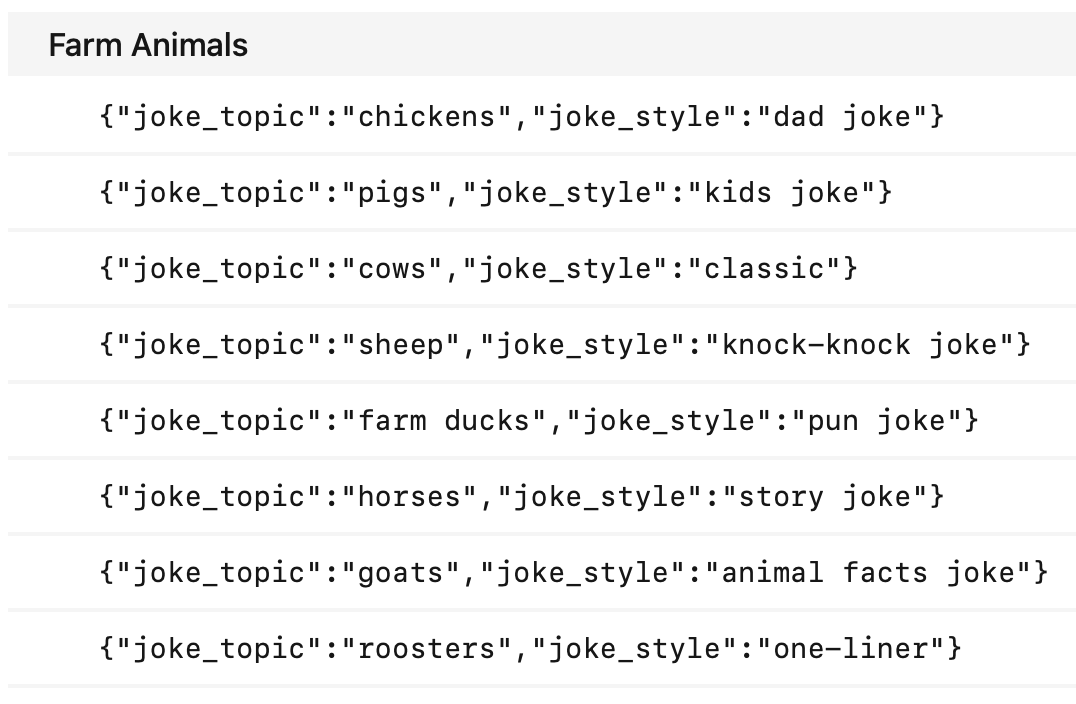 Farm Animals
{"joke_topic":"chickens","joke_style":"dad joke"}
{"joke_topic":"pigs","joke_style":"kids joke"}
{"joke_topic":"cows","joke_style":"classic"}
{"joke_topic":"sheep","joke_style":"knock-knock joke"}
{"joke_topic":"farm ducks","joke_style":"pun joke"}
{"joke_topic":"horses","joke_style":"story joke"}
{"joke_topic":"goats","joke_style":"animal facts joke"}
{"joke_topic":"roosters","joke_style":"one-liner"}